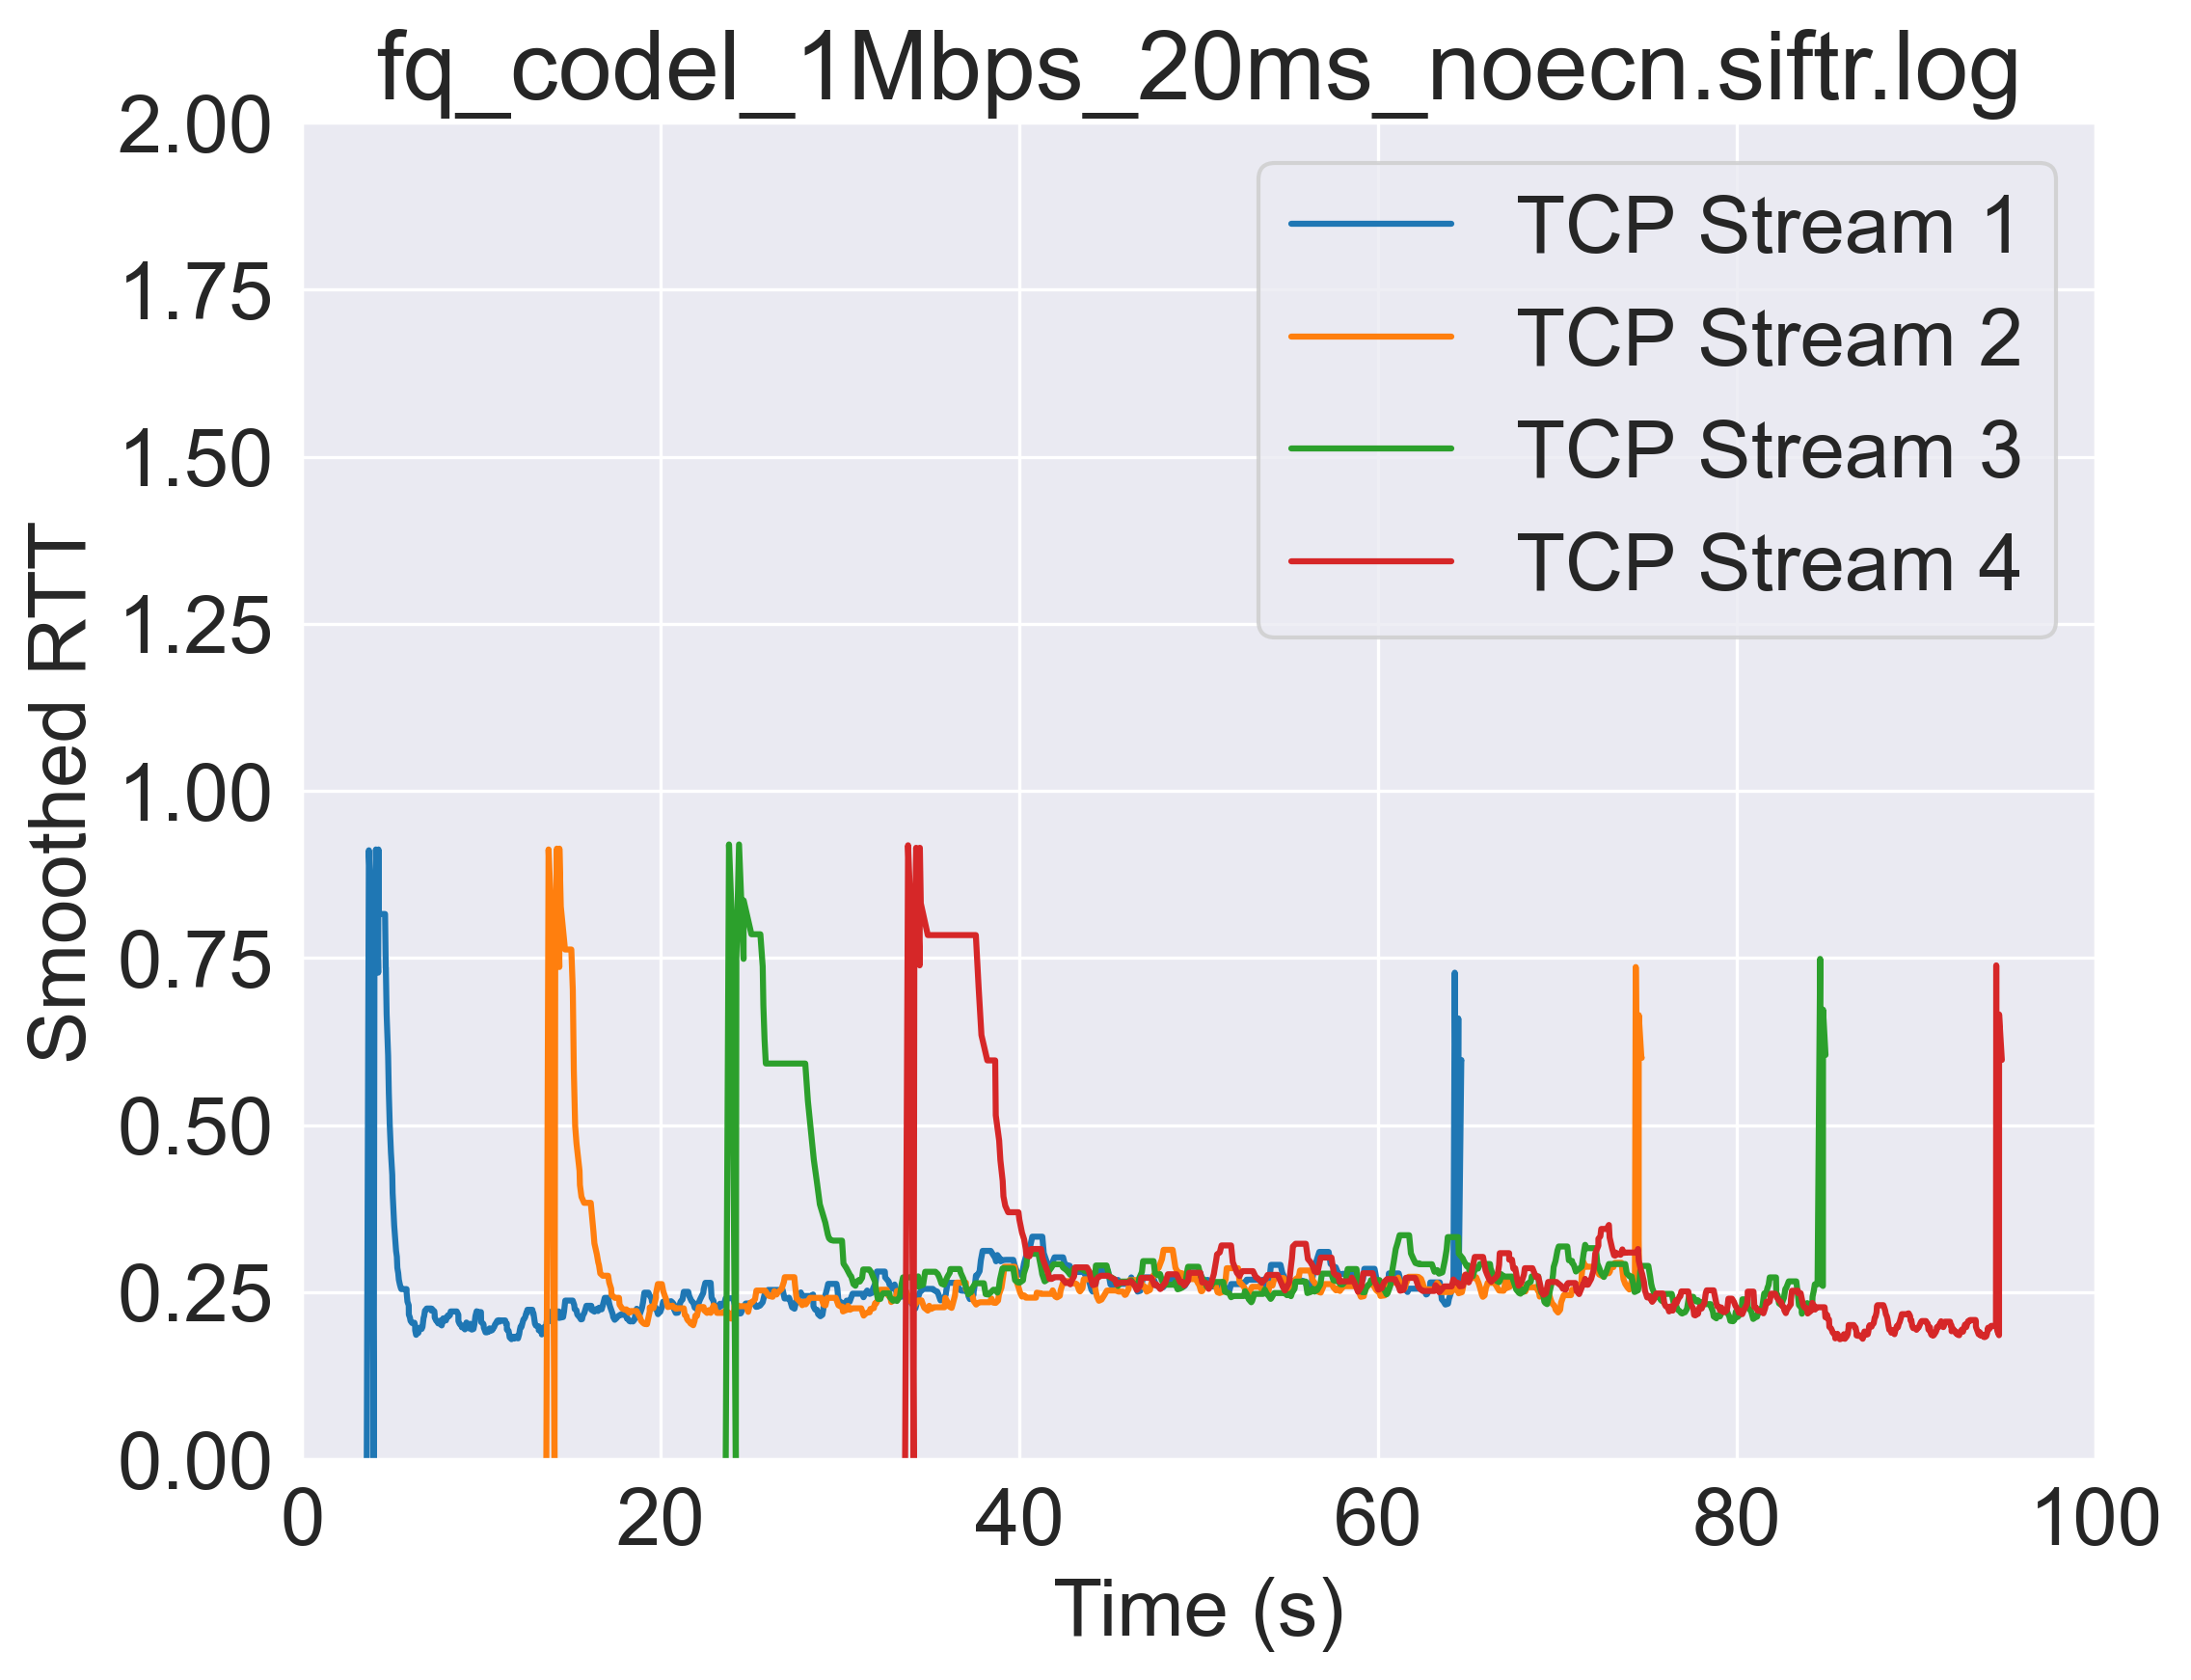 fq_codel_1Mbps_20ms_noecn.siftr.log
2.00
1.75
1.50
1.25
1.00
0.75
0.50
0.25
0.00
Smoothed RTT
TCP Stream 1
TCP Stream 2
TCP Stream 3
TCP Stream 4
0 20 40 60 80 100
Time (s)